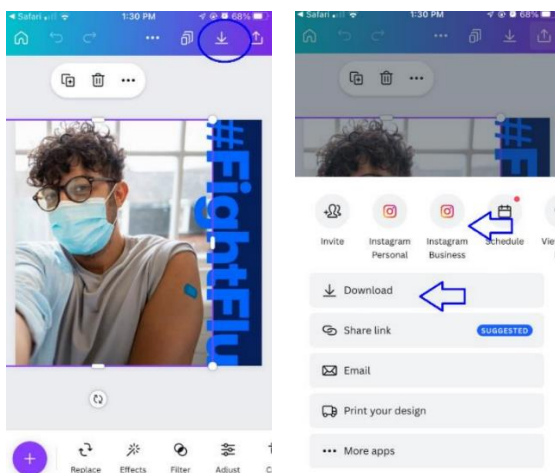 Safari
1:30 PM
68%
#FightFlu
Replace
Effects
Filter
Adjust
Safari
1:30 PM
68%
#F
Invite
Instagram Personal
Instagram Business
Schedule
Download
Share link
SUGGESTED
Email
Print your design
More apps